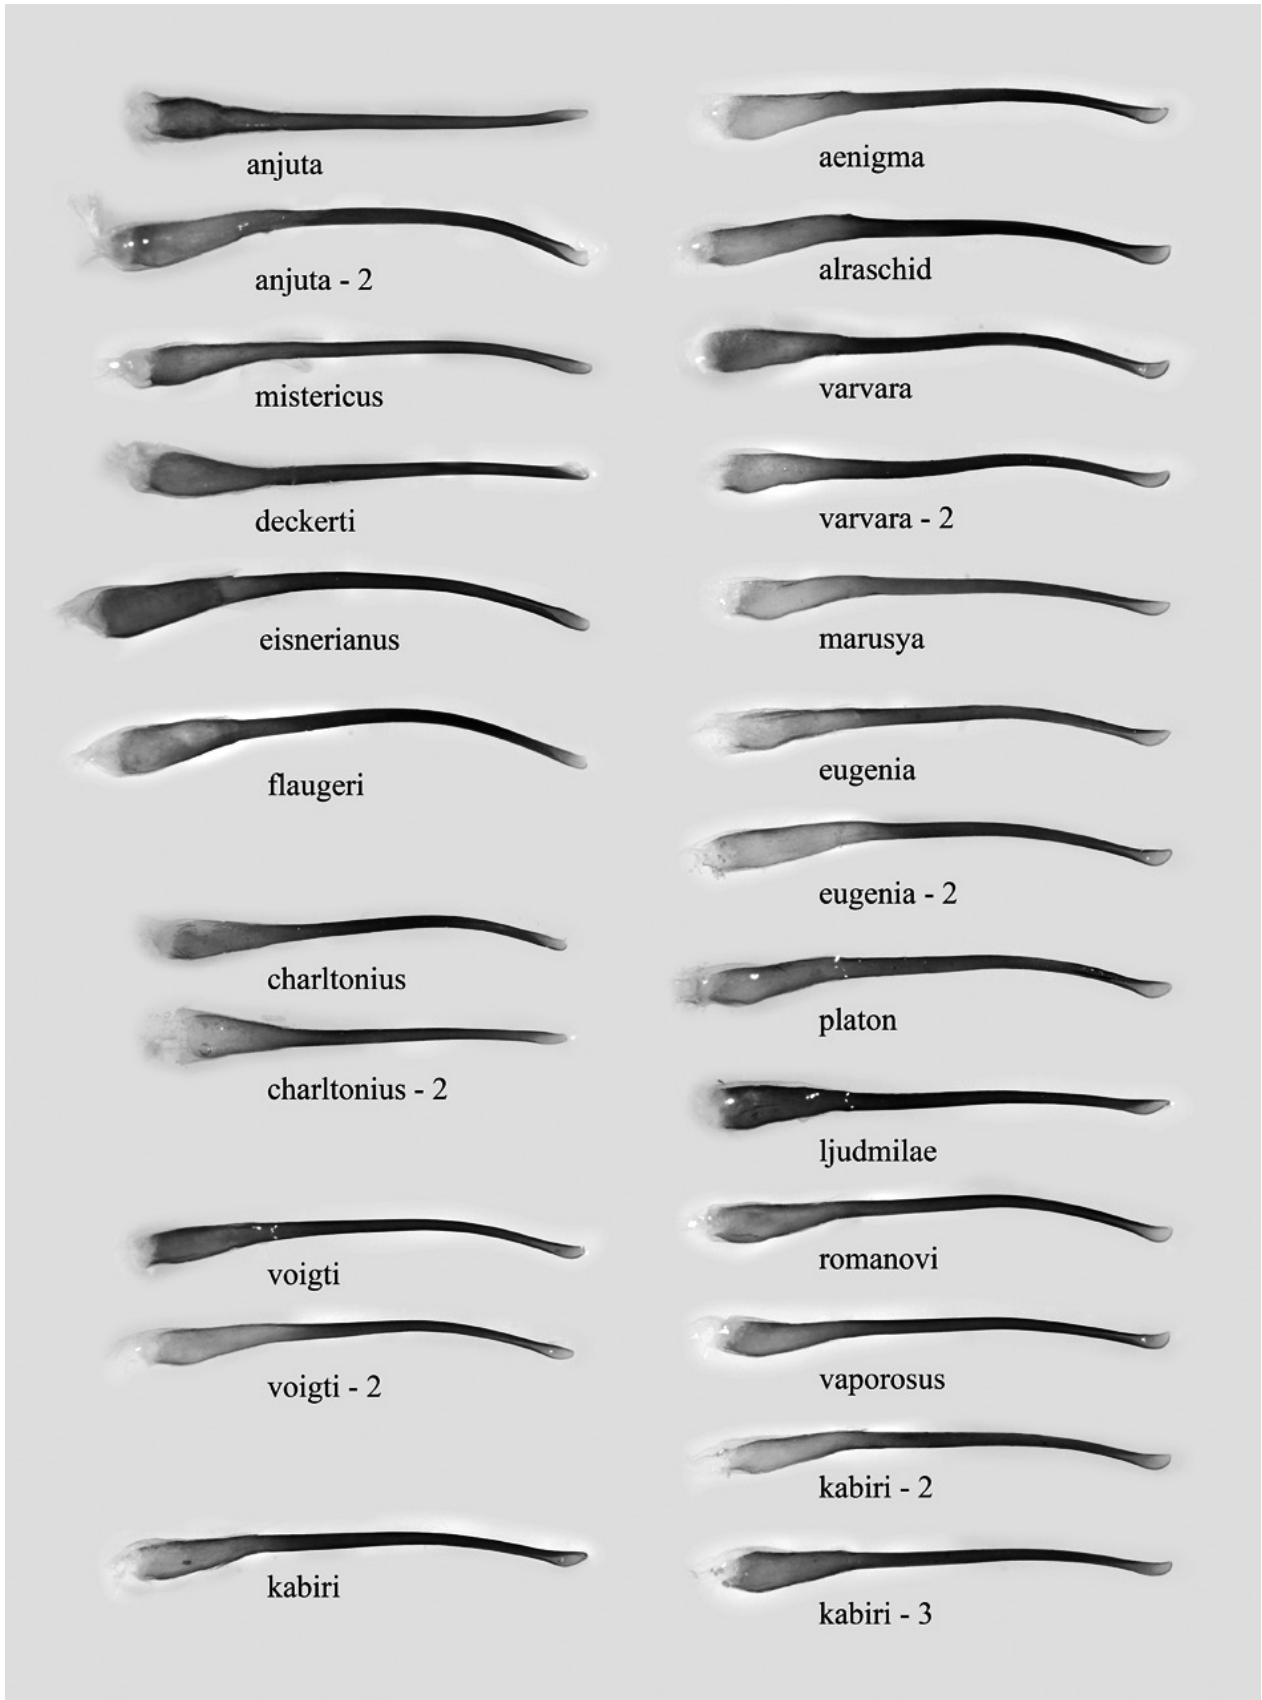 anjuta
anjuta - 2
mistericus
deckerti
eisnerianus
flaugeri
charltonius
charltonius - 2
voigti
voigti - 2
kabiri
aenigma
alraschid
varvara
varvara - 2
marusya
eugenia
eugenia - 2
platon
ljudmilae
romanovi
vaporosus
kabiri - 2
kabiri - 3